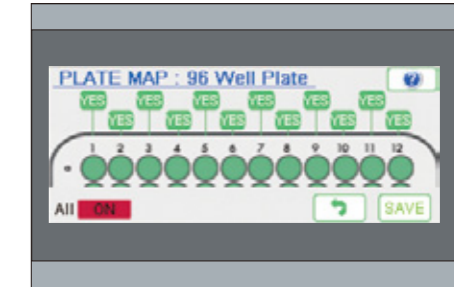 PLATE MAP : 96 Well Plate
?
YES YES YES YES YES YES
YES YES YES YES YES YES
1 2 3 4 5 6 7 8 9 10 11 12
All ON
SAVE